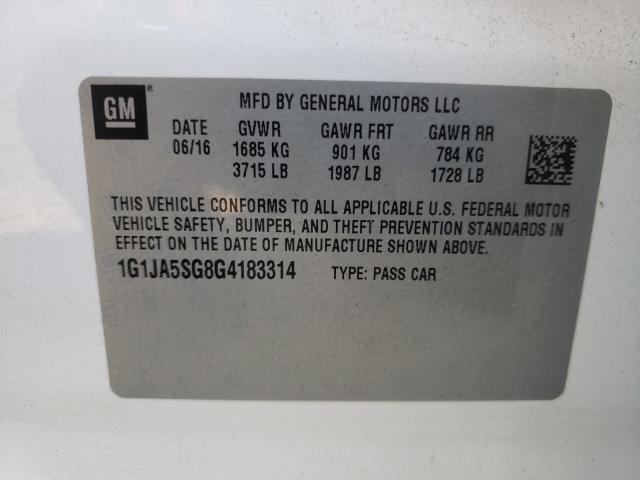 GM ®
MFD BY GENERAL MOTORS LLC
DATE GVWR GAWR FRT GAWR RR
06/16 1685 KG 901 KG 784 KG
3715 LB 1987 LB 1728 LB
THIS VEHICLE CONFORMS TO ALL APPLICABLE U.S. FEDERAL MOTOR
VEHICLE SAFETY, BUMPER, AND THEFT PREVENTION STANDARDS IN
EFFECT ON THE DATE OF MANUFACTURE SHOWN ABOVE.
1G1JA5SG8G4183314 TYPE: PASS CAR